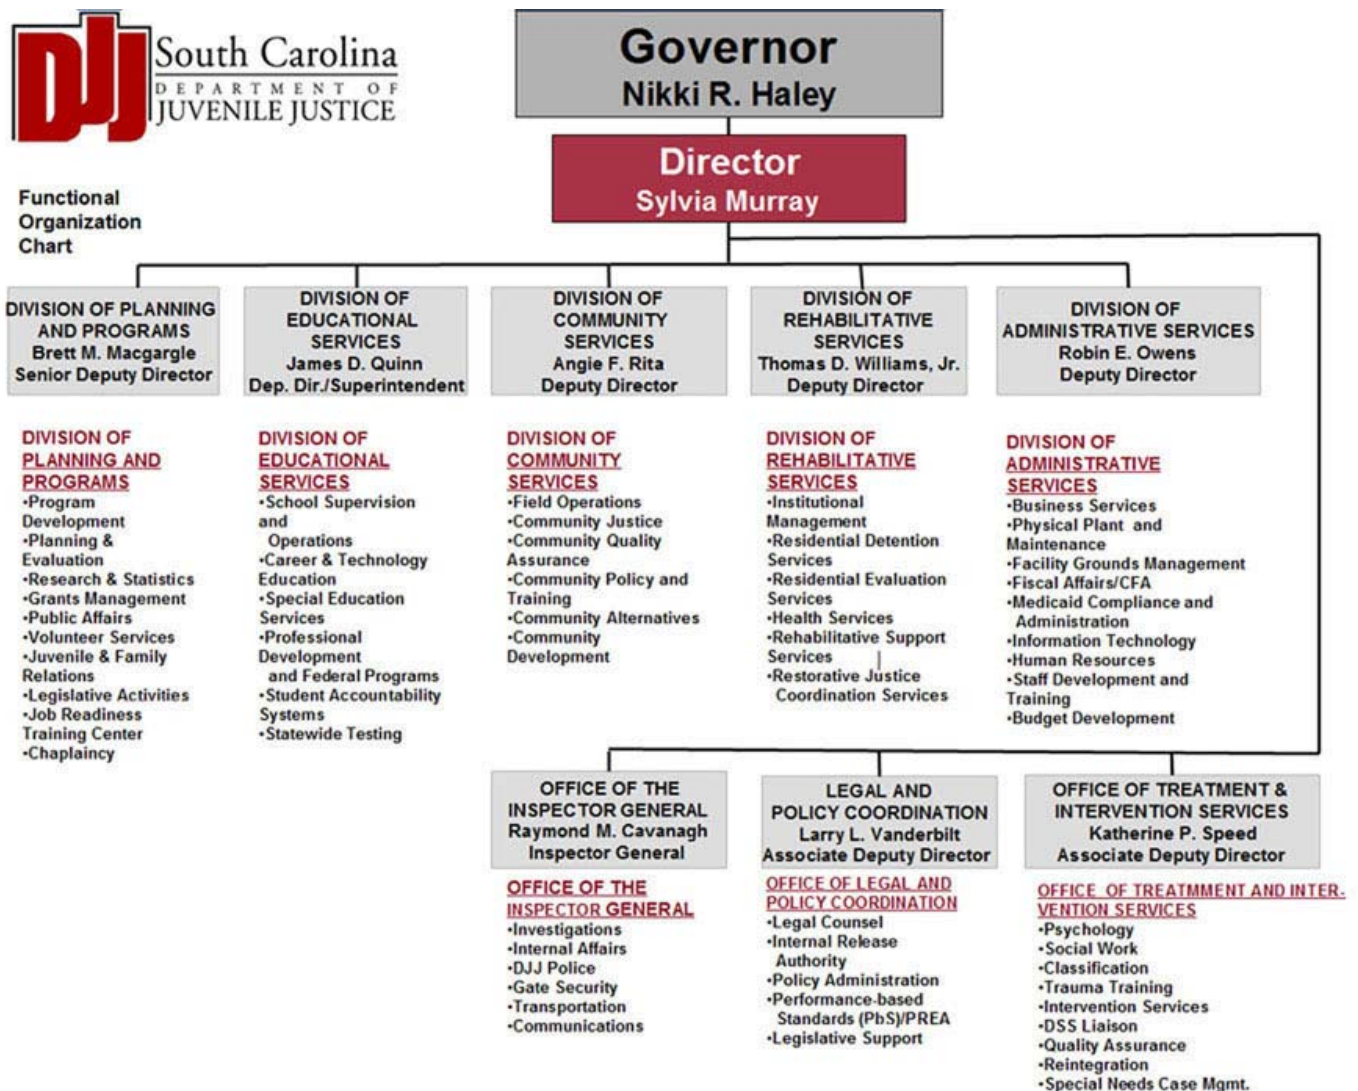 DJJ
South Carolina
DEPARTMENT OF
JUVENILE JUSTICE
Governor
Nikki R. Haley
Director
Sylvia Murray
Functional
Organization
Chart
DIVISION OF PLANNING
AND PROGRAMS
Brett M. Macgargle
Senior Deputy Director
DIVISION OF
EDUCATIONAL
SERVICES
James D. Quinn
Dep. Dir./Superintendent
DIVISION OF
COMMUNITY
SERVICES
Angie F. Rita
Deputy Director
DIVISION OF
REHABILITATIVE
SERVICES
Thomas D. Williams, Jr.
Deputy Director
DIVISION OF
ADMINISTRATIVE SERVICES
Robin E. Owens
Deputy Director
DIVISION OF
PLANNING AND
PROGRAMS
•Program
Development
•Planning &
Evaluation
•Research & Statistics
•Grants Management
•Public Affairs
•Volunteer Services
•Juvenile & Family
Relations
•Legislative Activities
•Job Readiness
Training Center
•Chaplaincy
DIVISION OF
EDUCATIONAL
SERVICES
•School Supervision
and
Operations
•Career & Technology
Education
•Special Education
Services
•Professional
Development
and Federal Programs
•Student Accountability
Systems
•Statewide Testing
DIVISION OF
COMMUNITY
SERVICES
•Field Operations
•Community Justice
•Community Quality
Assurance
•Community Policy and
Training
•Community Alternatives
•Community
Development
DIVISION OF
REHABILITATIVE
SERVICES
•Institutional
Management
•Residential Detention
Services
•Residential Evaluation
Services
•Health Services
•Rehabilitative Support
Services
•Restorative Justice
Coordination Services
DIVISION OF
ADMINISTRATIVE
SERVICES
•Business Services
•Physical Plant and
Maintenance
•Facility Grounds Management
•Fiscal Affairs/CFA
•Medicaid Compliance and
Administration
•Information Technology
•Human Resources
•Staff Development and
Training
•Budget Development
OFFICE OF THE
INSPECTOR GENERAL
Raymond M. Cavanagh
Inspector General
LEGAL AND
POLICY COORDINATION
Larry L. Vanderbilt
Associate Deputy Director
OFFICE OF TREATMENT &
INTERVENTION SERVICES
Katherine P. Speed
Associate Deputy Director
OFFICE OF THE
INSPECTOR GENERAL
•Investigations
•Internal Affairs
•DJJ Police
•Gate Security
•Transportation
•Communications
OFFICE OF LEGAL AND
POLICY COORDINATION
•Legal Counsel
•Internal Release
Authority
•Policy Administration
•Performance-based
Standards (PbS)/PREA
•Legislative Support
OFFICE OF TREATMMENT AND INTER-
VENTION SERVICES
•Psychology
•Social Work
•Classification
•Trauma Training
•Intervention Services
•DSS Liaison
•Quality Assurance
•Reintegration
•Special Needs Case Mgmt.